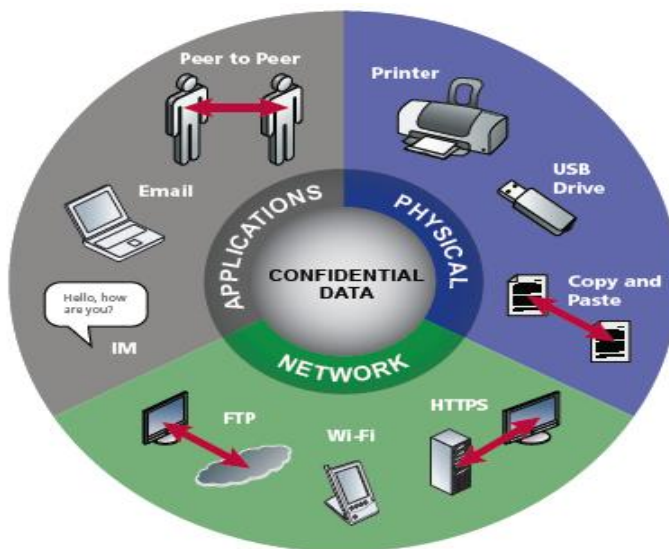 Peer to Peer
Email
Hello, how
are you?
IM
APPLICATIONS
Printer
USB
Drive
Copy and
Paste
PHYSICAL
CONFIDENTIAL
DATA
NETWORK
FTP
Wi-Fi
HTTPS